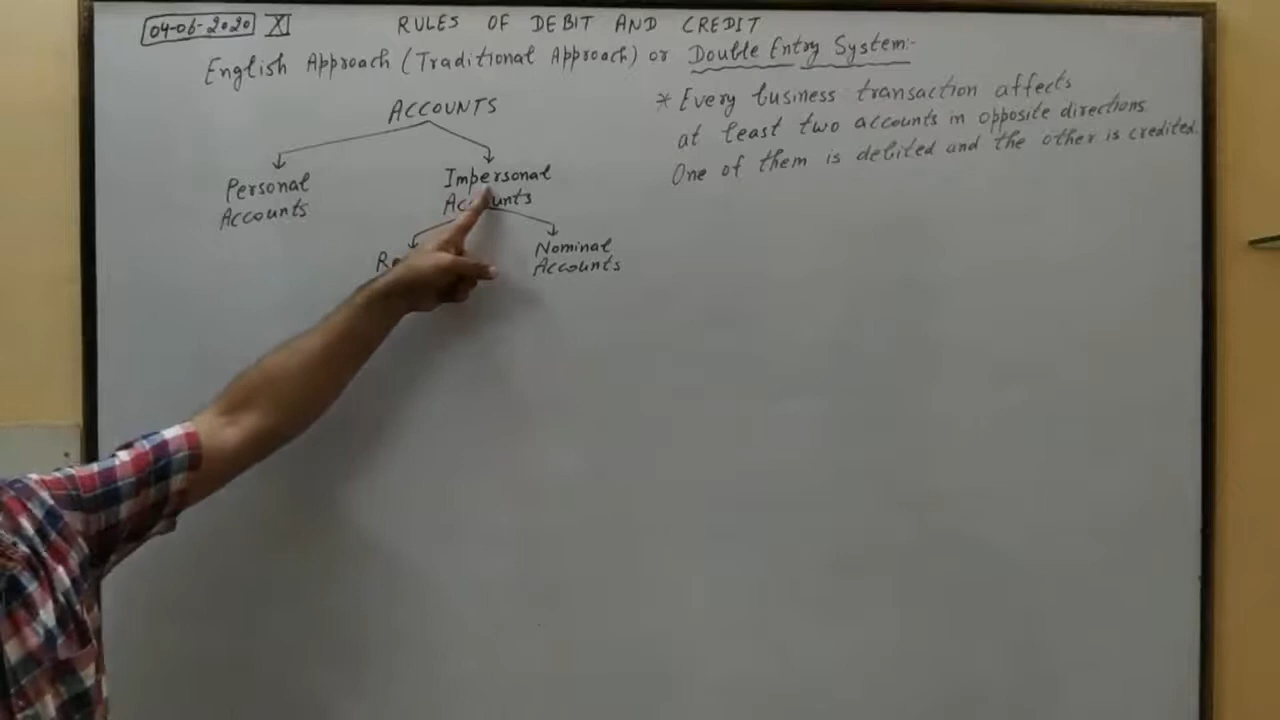 04-06-2020 XI
RULES OF DEBIT AND CREDIT
English Approach (Traditional Approach) or Double Entry System:-
ACCOUNTS
Personal
Accounts
Impersonal
Nominal
Accounts
* Every business transaction affects
at least two accounts in opposite directions
One of them is debited and the other is credited.